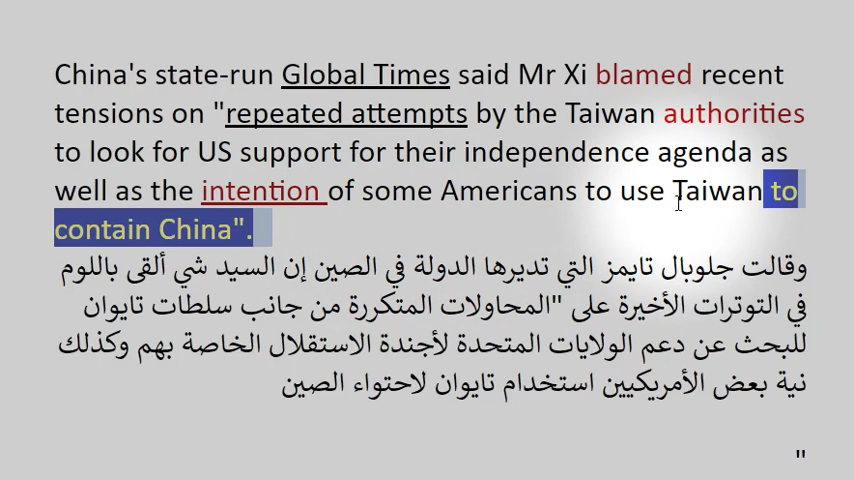 China's state-run Global Times said Mr Xi blamed recent
tensions on "repeated attempts by the Taiwan authorities
to look for US support for their independence agenda as
well as the intention of some Americans to use Taiwan to
contain China".
وقالت جلوبال تايمز التي تديرها الدولة في الصين إن السيد شي ألقى باللوم
في التوترات الأخيرة على "المحاولات المتكررة من جانب سلطات تايوان
للبحث عن دعم الولايات المتحدة لأجندة الاستقلال الخاصة بهم وكذلك
نية بعض الأمريكيين استخدام تايوان لاحتواء الصين
"